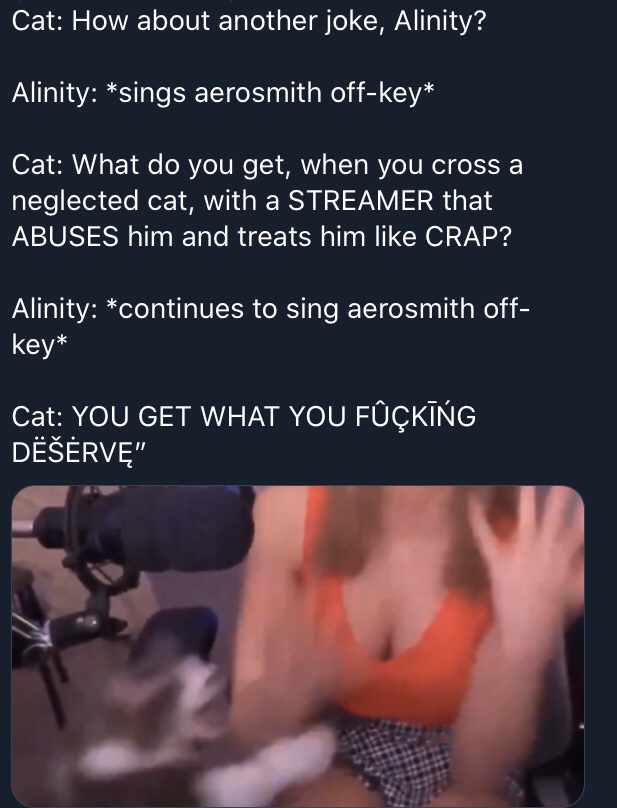 Cat: How about another joke, Alinity?
Alinity: *sings aerosmith off-key*
Cat: What do you get, when you cross a
neglected cat, with a STREAMER that
ABUSES him and treats him like CRAP?
Alinity: *continues to sing aerosmith off-
key*
Cat: YOU GET WHAT YOU FÛÇKĪŃG
DËŠĖRVĘ”